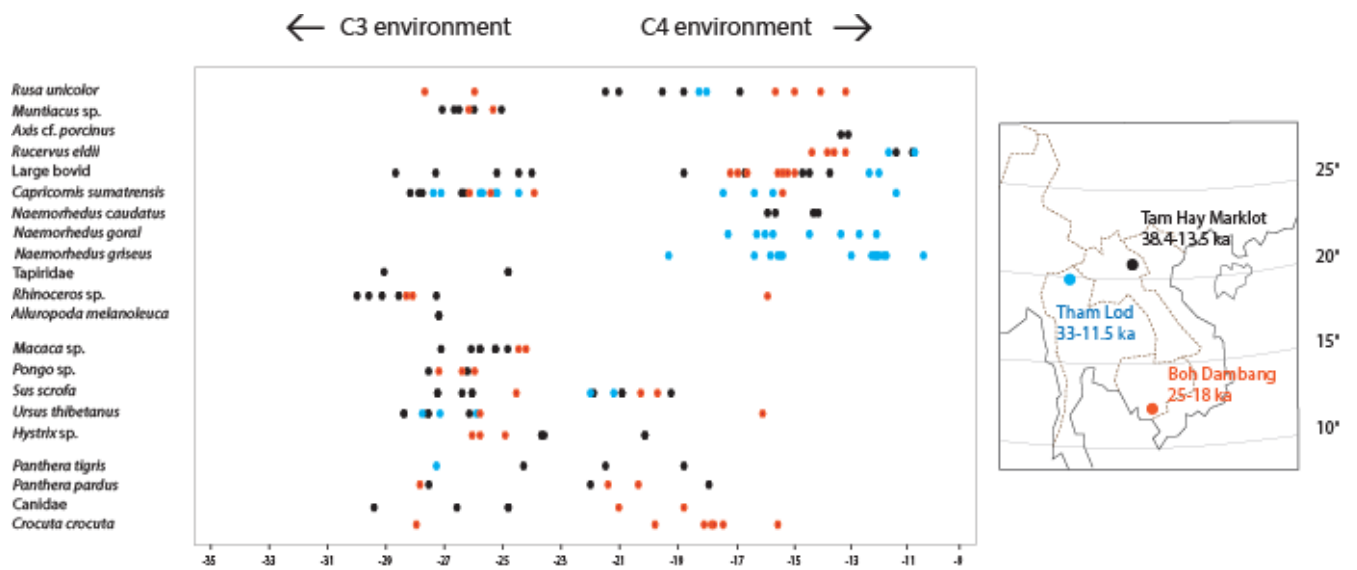 ← C3 environment C4 environment →
Rusa unicolor
Muntiacus sp.
Axis cf. porcinus
Rucervus eldii
Large bovid
Capricornis sumatrensis
Naemorhedus caudatus
Naemorhedus goral
Naemorhedus griseus
Tapiridae
Rhinoceros sp.
Ailuropoda melanoleuca
Macaca sp.
Pongo sp.
Sus scrofa
Ursus thibetanus
Hystrix sp.
Panthera tigris
Panthera pardus
Canidae
Crocuta crocuta
-35 -33 -31 -29 -27 -25 -23 -21 -19 -17 -15 -13 -11 -9
25°
Tam Hay Marklot
38.4-13.5 ka
20°
Tham Lod
33-11.5 ka
15°
Boh Dambang
25-18 ka
10°